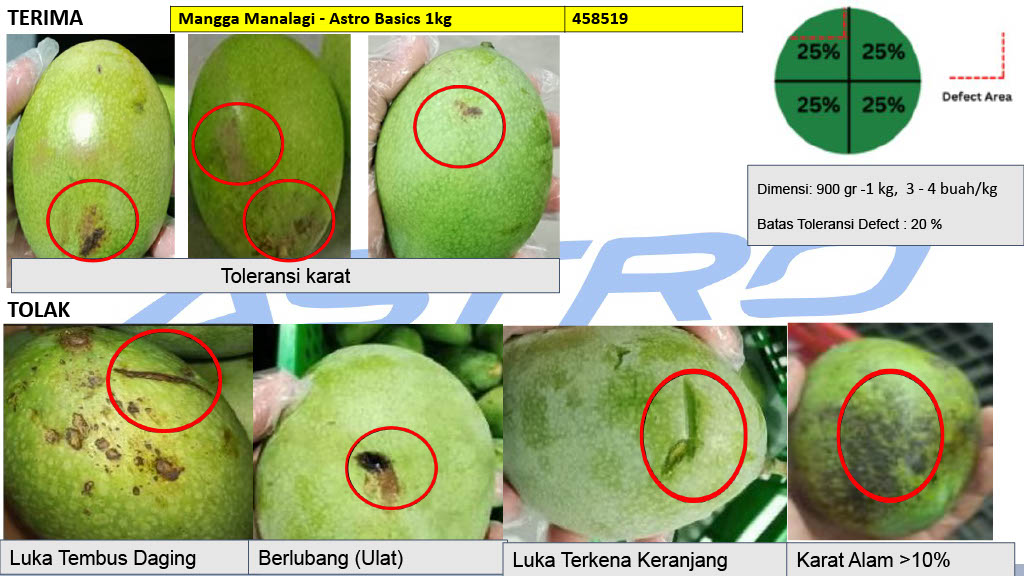 TERIMA
Mangga Manalagi - Astro Basics 1kg
458519
25%
25%
25%
25%
Defect Area
Dimensi: 900 gr -1 kg, 3 - 4 buah/kg
Batas Toleransi Defect : 20 %
Toleransi karat
ASTRO
TOLAK
Luka Tembus Daging
Berlubang (Ulat)
Luka Terkena Keranjang
Karat Alam >10%